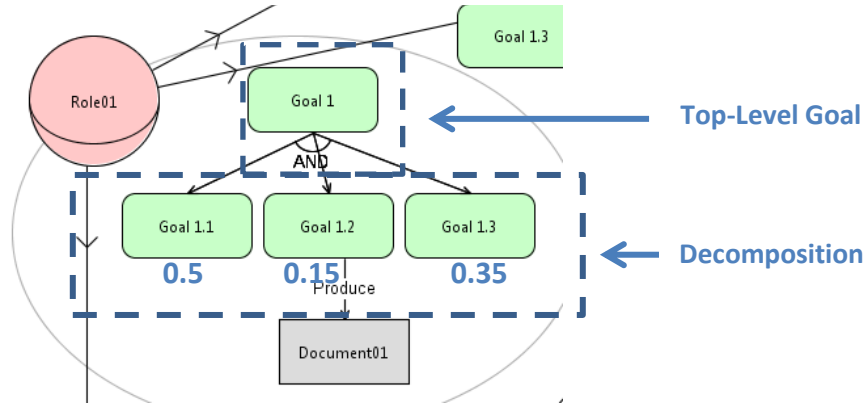 Goal 1.3
Role01
Goal 1
Top-Level Goal
AND
Goal 1.1
Goal 1.2
Goal 1.3
Decomposition
0.5
0.15
0.35
Produce
Document01